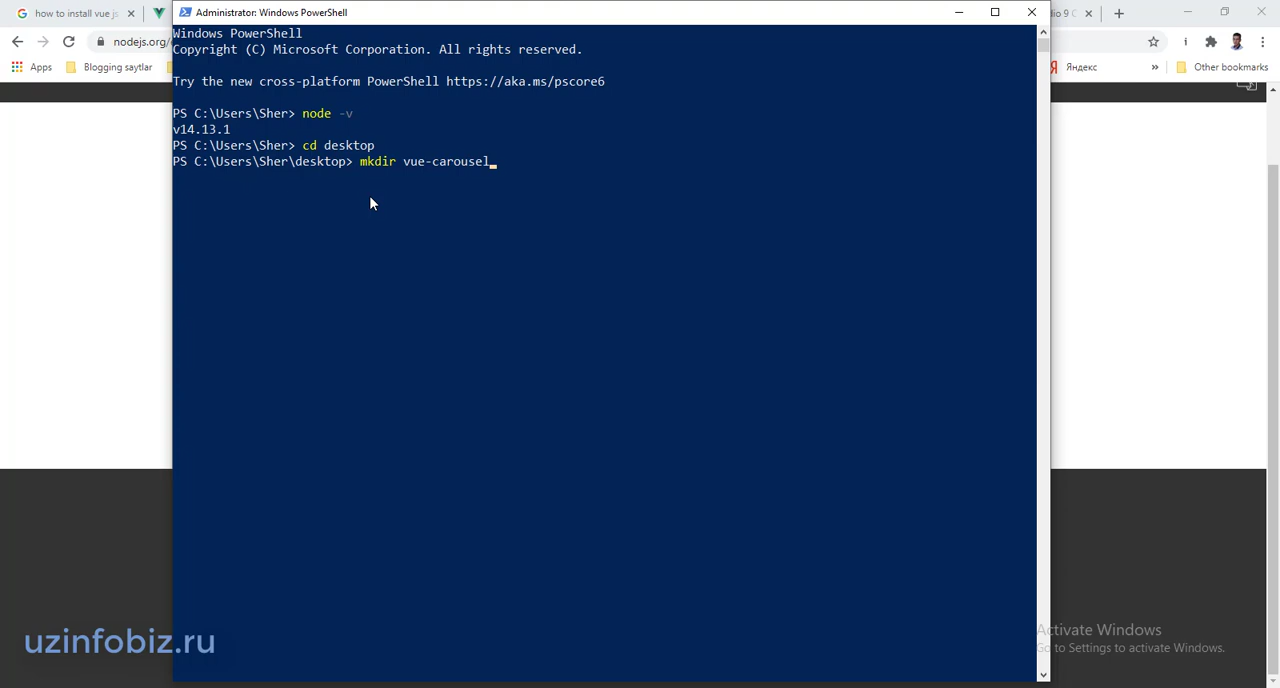 how to install vue js
Administrator: Windows PowerShell
nodejs.org/
Apps
Blogging saytlar
Яндекс
»
Other bookmarks
Windows PowerShell
Copyright (C) Microsoft Corporation. All rights reserved.
Try the new cross-platform PowerShell https://aka.ms/pscore6
PS C:\Users\Sher> node -v
v14.13.1
PS C:\Users\Sher> cd desktop
PS C:\Users\Sher\desktop> mkdir vue-carousel
uzinfobiz.ru
Activate Windows
Go to Settings to activate Windows.